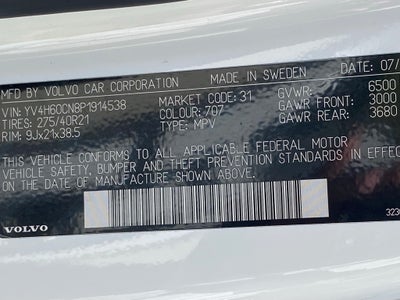 MFD BY VOLVO CAR CORPORATION MADE IN SWEDEN DATE: 07/
VIN: YV4H60CN8P1914538 MARKET CODE: 31 GVWR: 6500
TIRES: 275/40R21 COLOUR: 707 GAWR FRONT: 3000
RIM: 9Jx21x38.5 TYPE: MPV GAWR REAR: 3680
THIS VEHICLE CONFORMS TO ALL APPLICABLE FEDERAL MOTOR
VEHICLE SAFETY, BUMPER AND THEFT PREVENTION STANDARDS IN EFFEC
ON THE DATE OF MANUFACTURE SHOWN ABOVE.
VOLVO 323